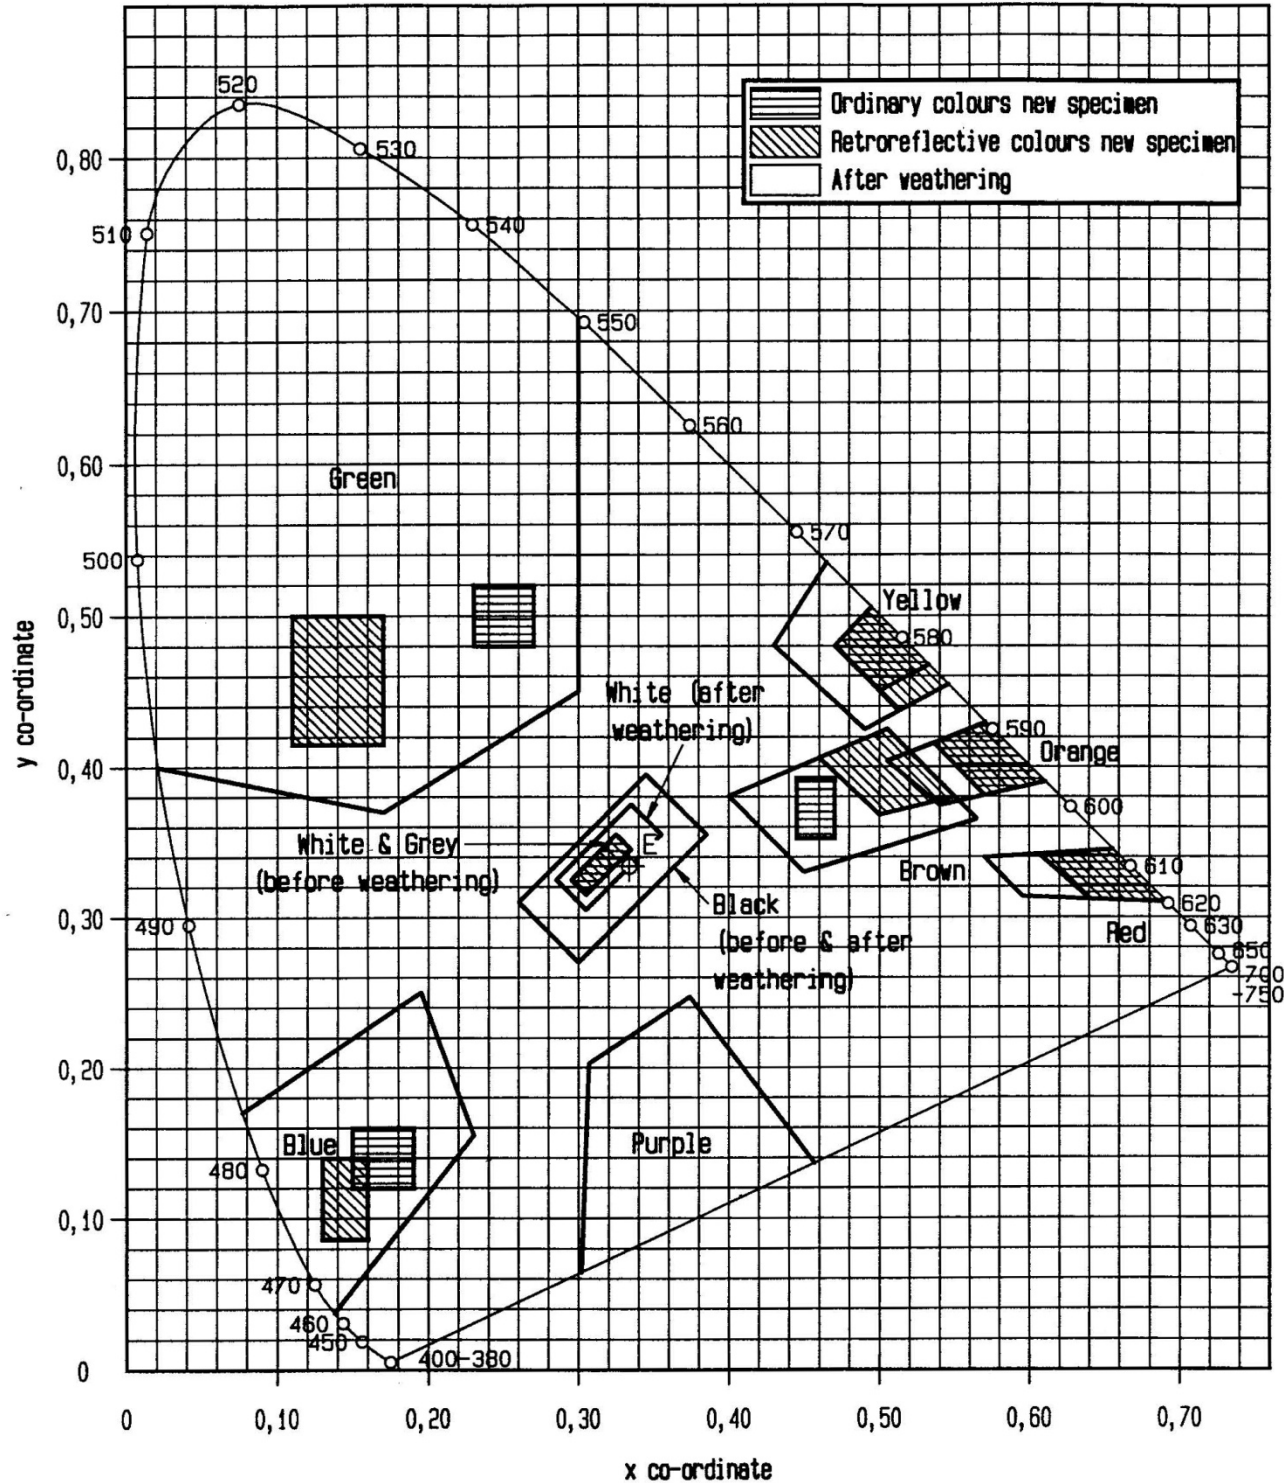 520
Ordinary colours new specimen
Retroreflective colours new specimen
After weathering
0,80
530
540
510
0,70
550
560
0,60
Green
570
500
0,50
Yellow
580
White (after
weathering)
590
Orange
0,40
600
White & Grey
(before weathering)
E
Brown
610
Black
(before & after
weathering)
620
Red
630
650
700
-750
0,30
490
0,20
Blue
Purple
480
0,10
470
460
450
400-380
0
y co-ordinate
0
0,10
0,20
0,30
0,40
0,50
0,60
0,70
x co-ordinate